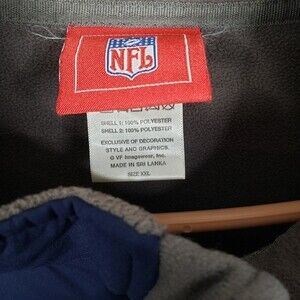 NFL
SHELL 1: 100% POLYESTER
SHELL 2: 100% POLYESTER
EXCLUSIVE OF DECORATION
STYLE AND GRAPHICS.
© VF Imagewear, Inc.
MADE IN SRI LANKA
SIZE XXL